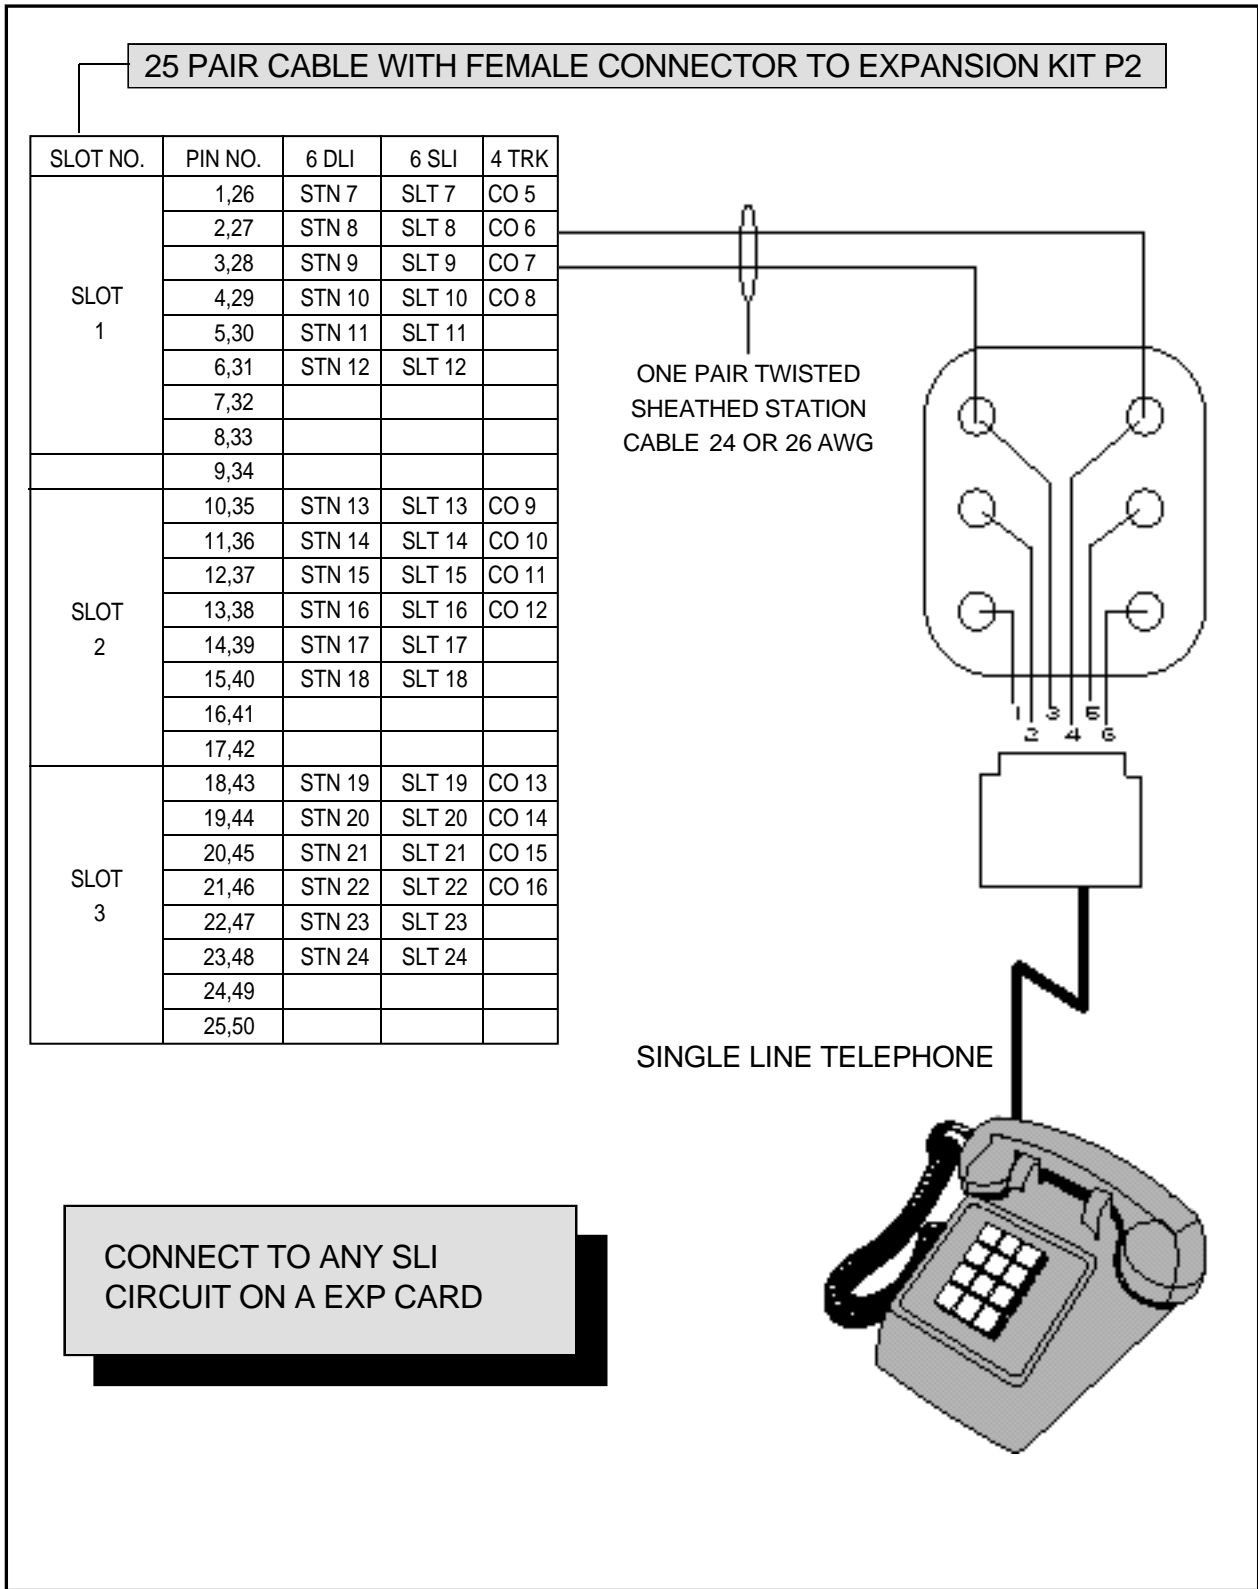 25 PAIR CABLE WITH FEMALE CONNECTOR TO EXPANSION KIT P2
SLOT NO. PIN NO. 6 DLI 6 SLI 4 TRK
1,26 STN 7 SLT 7 CO 5
2,27 STN 8 SLT 8 CO 6
3,28 STN 9 SLT 9 CO 7
SLOT 4,29 STN 10 SLT 10 CO 8
1 5,30 STN 11 SLT 11
6,31 STN 12 SLT 12
7,32
8,33
9,34
10,35 STN 13 SLT 13 CO 9
11,36 STN 14 SLT 14 CO 10
12,37 STN 15 SLT 15 CO 11
SLOT 13,38 STN 16 SLT 16 CO 12
2 14,39 STN 17 SLT 17
15,40 STN 18 SLT 18
16,41
17,42
18,43 STN 19 SLT 19 CO 13
19,44 STN 20 SLT 20 CO 14
20,45 STN 21 SLT 21 CO 15
SLOT 21,46 STN 22 SLT 22 CO 16
3 22,47 STN 23 SLT 23
23,48 STN 24 SLT 24
24,49
25,50
ONE PAIR TWISTED
SHEATHED STATION
CABLE 24 OR 26 AWG
1 2 3 4 5 6
SINGLE LINE TELEPHONE
CONNECT TO ANY SLI
CIRCUIT ON A EXP CARD